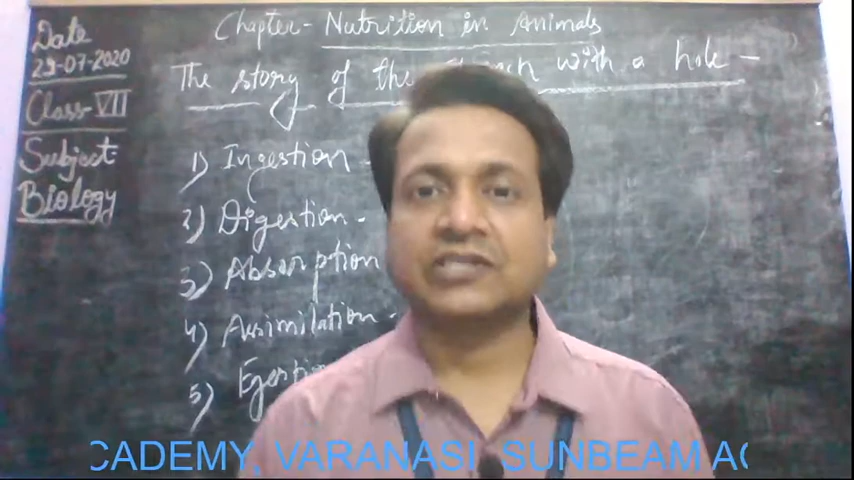 Date
29-07-2020
Class-VII
Subject:
Biology
Chapter- Nutrition in Animals
The story of the with a hole -
1) Ingestion -
2) Digestion -
3) Absorption
4) Assimilation -
5)
CADEMY, VARANASI, SUNBEAM AC